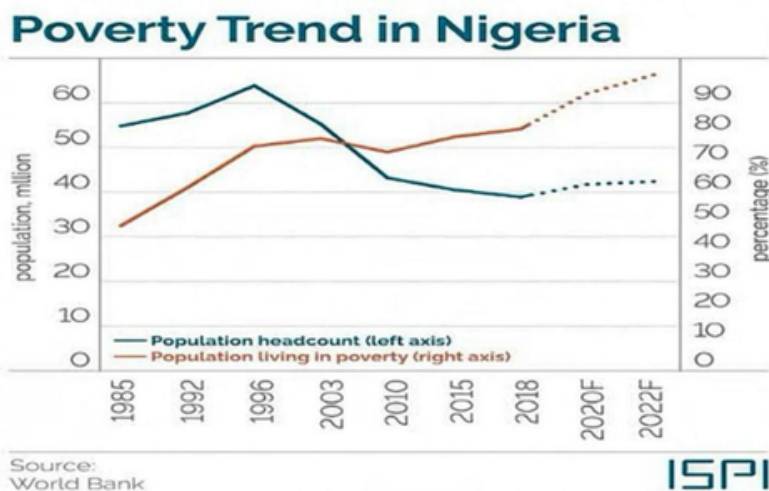 Poverty Trend in Nigeria
60
50
40
30
20
10
0
population, million
90
80
70
60
50
40
30
20
10
0
percentage (%)
Population headcount (left axis)
Population living in poverty (right axis)
1985
1992
1996
2003
2010
2015
2018
2020F
2022F
Source:
World Bank
ISPI